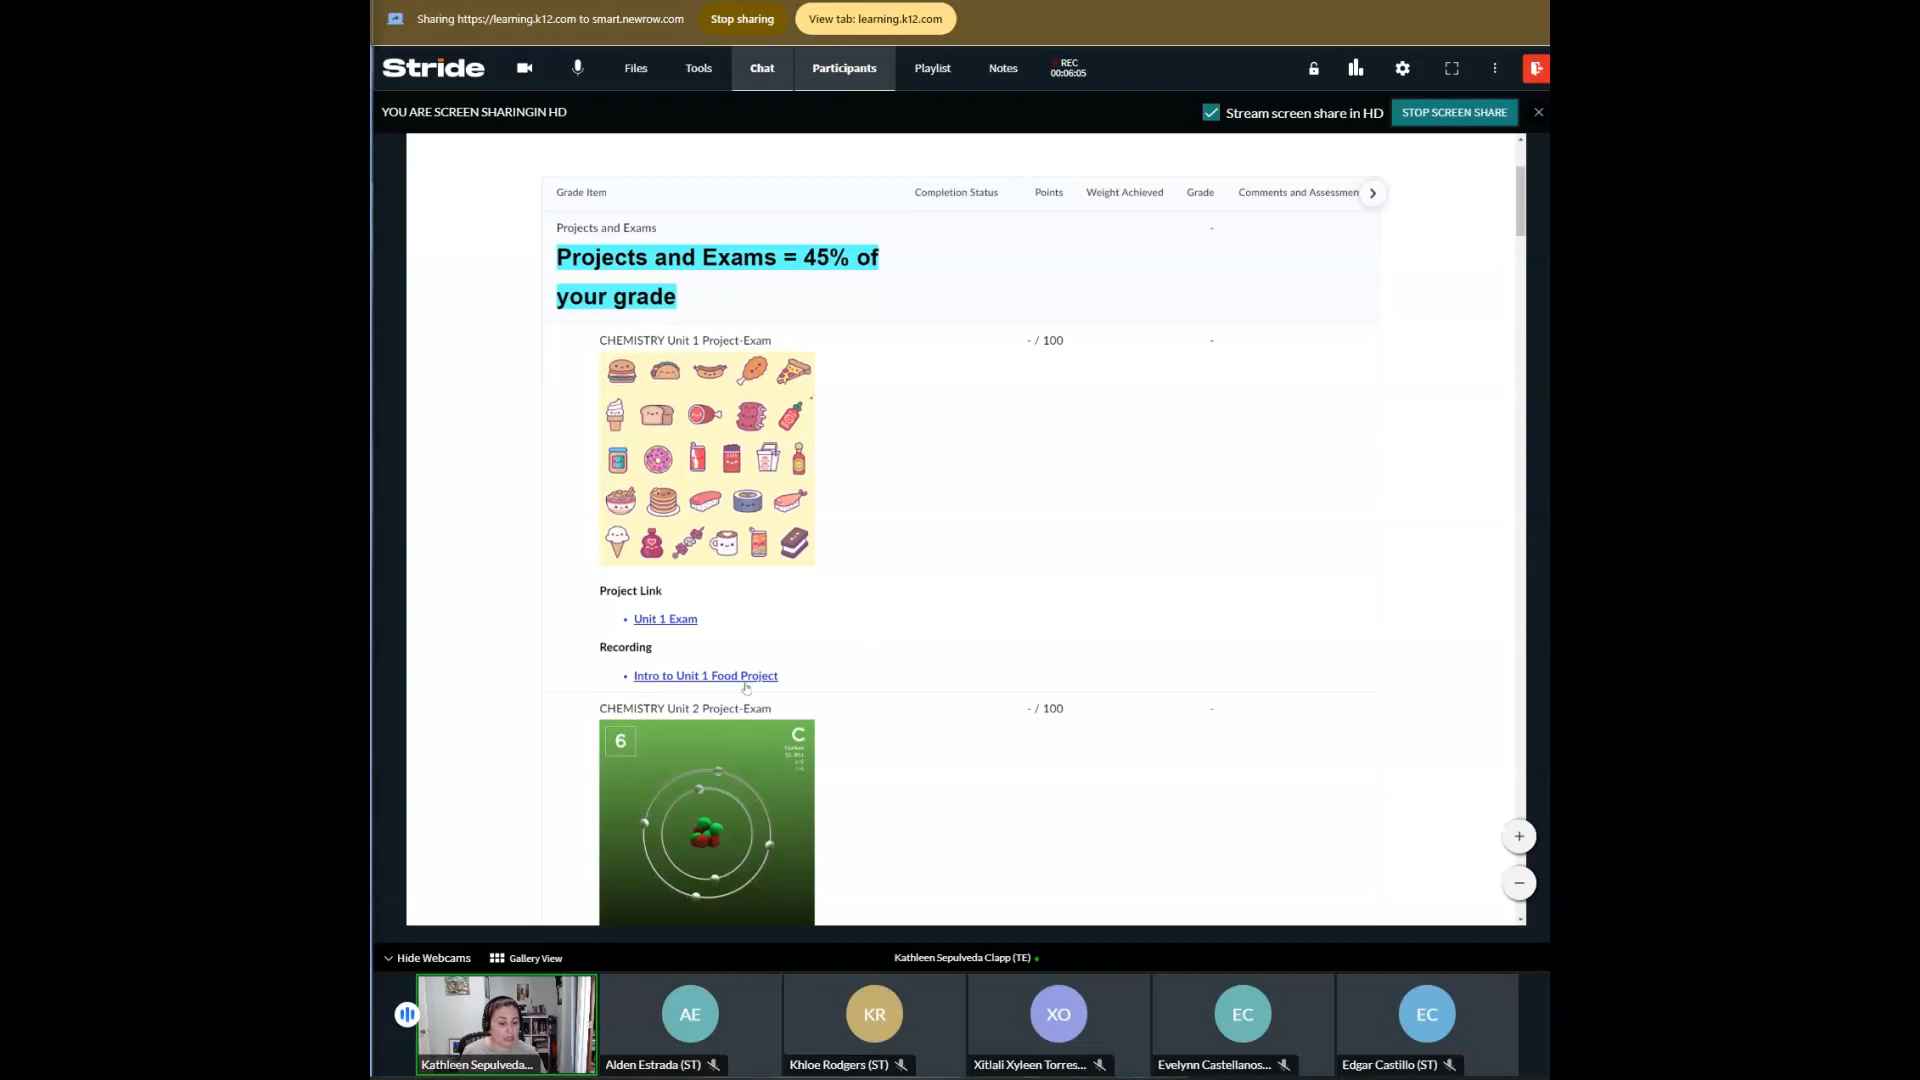 Sharing https://learning.k12.com to smart.newrow.com
Stop sharing
View tab: learning.k12.com
Stride
Files
Tools
Chat
Participants
Playlist
Notes
REC
00:06:05
YOU ARE SCREEN SHARINGIN HD
Stream screen share in HD
STOP SCREEN SHARE
Grade Item
Completion Status
Points
Weight Achieved
Grade
Comments and Assessmen
Projects and Exams
-
Projects and Exams = 45% of
your grade
CHEMISTRY Unit 1 Project-Exam
- / 100
-
Project Link
Unit 1 Exam
Recording
Intro to Unit 1 Food Project
CHEMISTRY Unit 2 Project-Exam
- / 100
-
6
C
Carbon
Hide Webcams
Gallery View
Kathleen Sepulveda Clapp (TE)
AE
KR
XO
EC
EC
Kathleen Sepulveda...
Alden Estrada (ST)
Khloe Rodgers (ST)
Xitlali Xyleen Torres...
Evelynn Castellanos...
Edgar Castillo (ST)